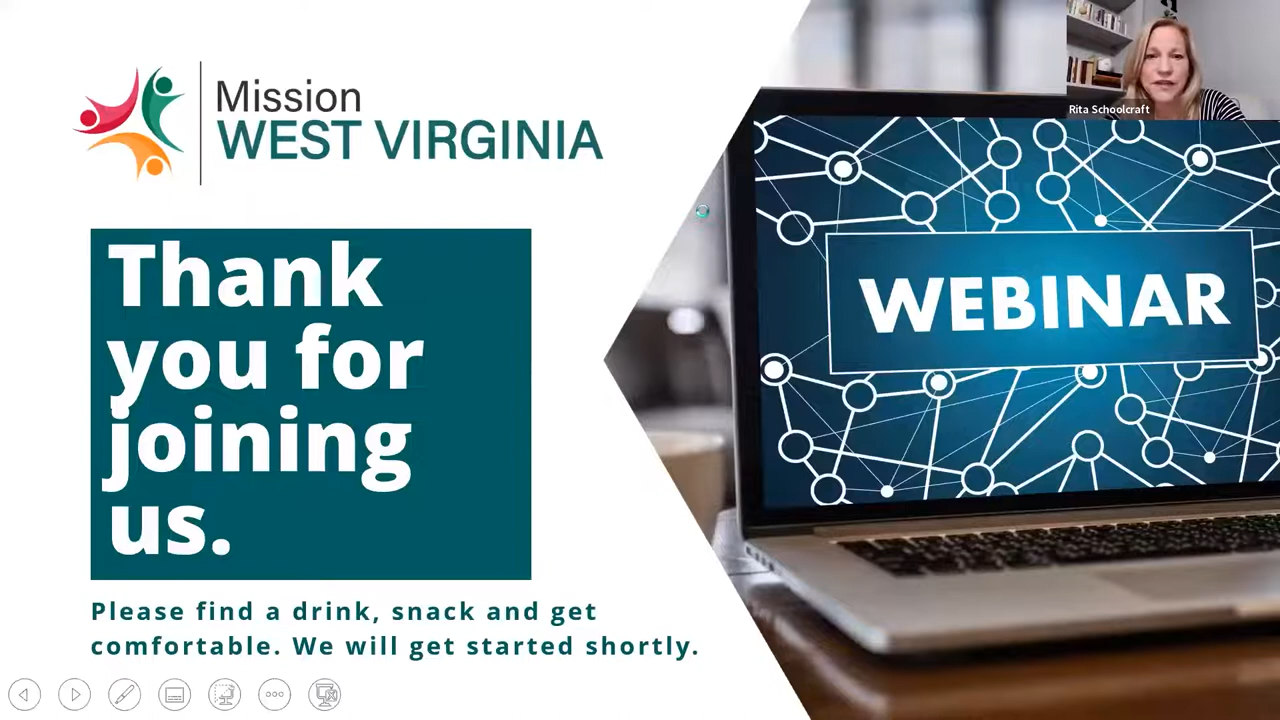 Mission
WEST VIRGINIA
Rita Schoolcraft
WEBINAR
Thank
you for
joining
us.
Please find a drink, snack and get
comfortable. We will get started shortly.